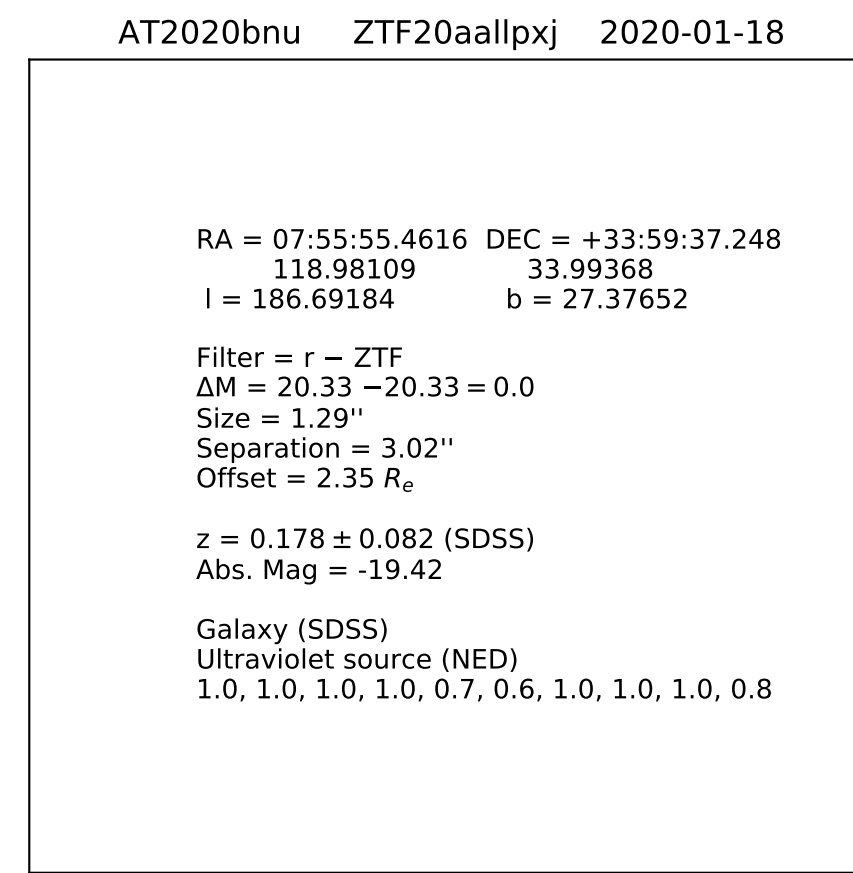 AT2020bnu ZTF20aallpxj 2020-01-18
RA = 07:55:55.4616 DEC = +33:59:37.248
118.98109 33.99368
l = 186.69184 b = 27.37652
Filter = r − ZTF
ΔM = 20.33 −20.33 = 0.0
Size = 1.29''
Separation = 3.02''
Offset = 2.35 Rₑ
z = 0.178 ± 0.082 (SDSS)
Abs. Mag = -19.42
Galaxy (SDSS)
Ultraviolet source (NED)
1.0, 1.0, 1.0, 1.0, 0.7, 0.6, 1.0, 1.0, 1.0, 0.8